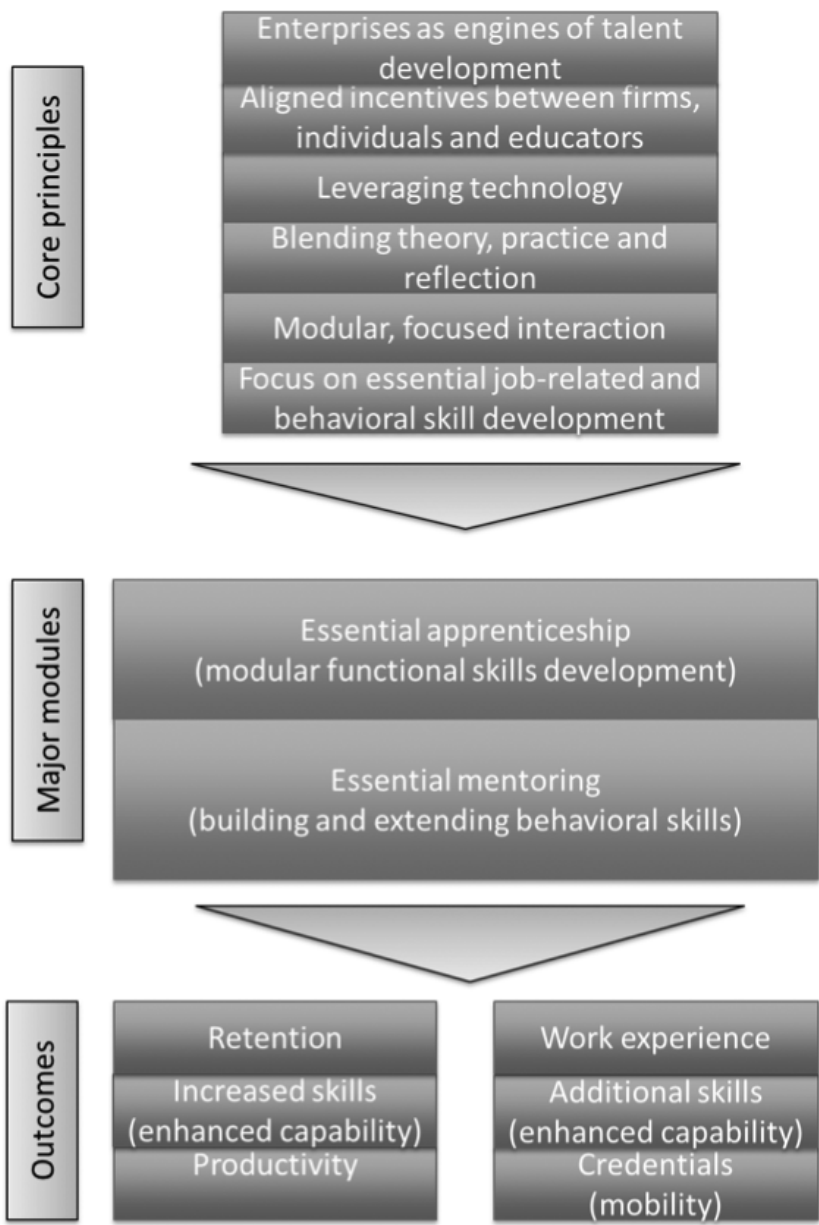 Core principles
Enterprises as engines of talent
development
Aligned incentives between firms,
individuals and educators
Leveraging technology
Blending theory, practice and
reflection
Modular, focused interaction
Focus on essential job-related and
behavioral skill development
Major modules
Essential apprenticeship
(modular functional skills development)
Essential mentoring
(building and extending behavioral skills)
Outcomes
Retention
Increased skills
(enhanced capability)
Productivity
Work experience
Additional skills
(enhanced capability)
Credentials
(mobility)